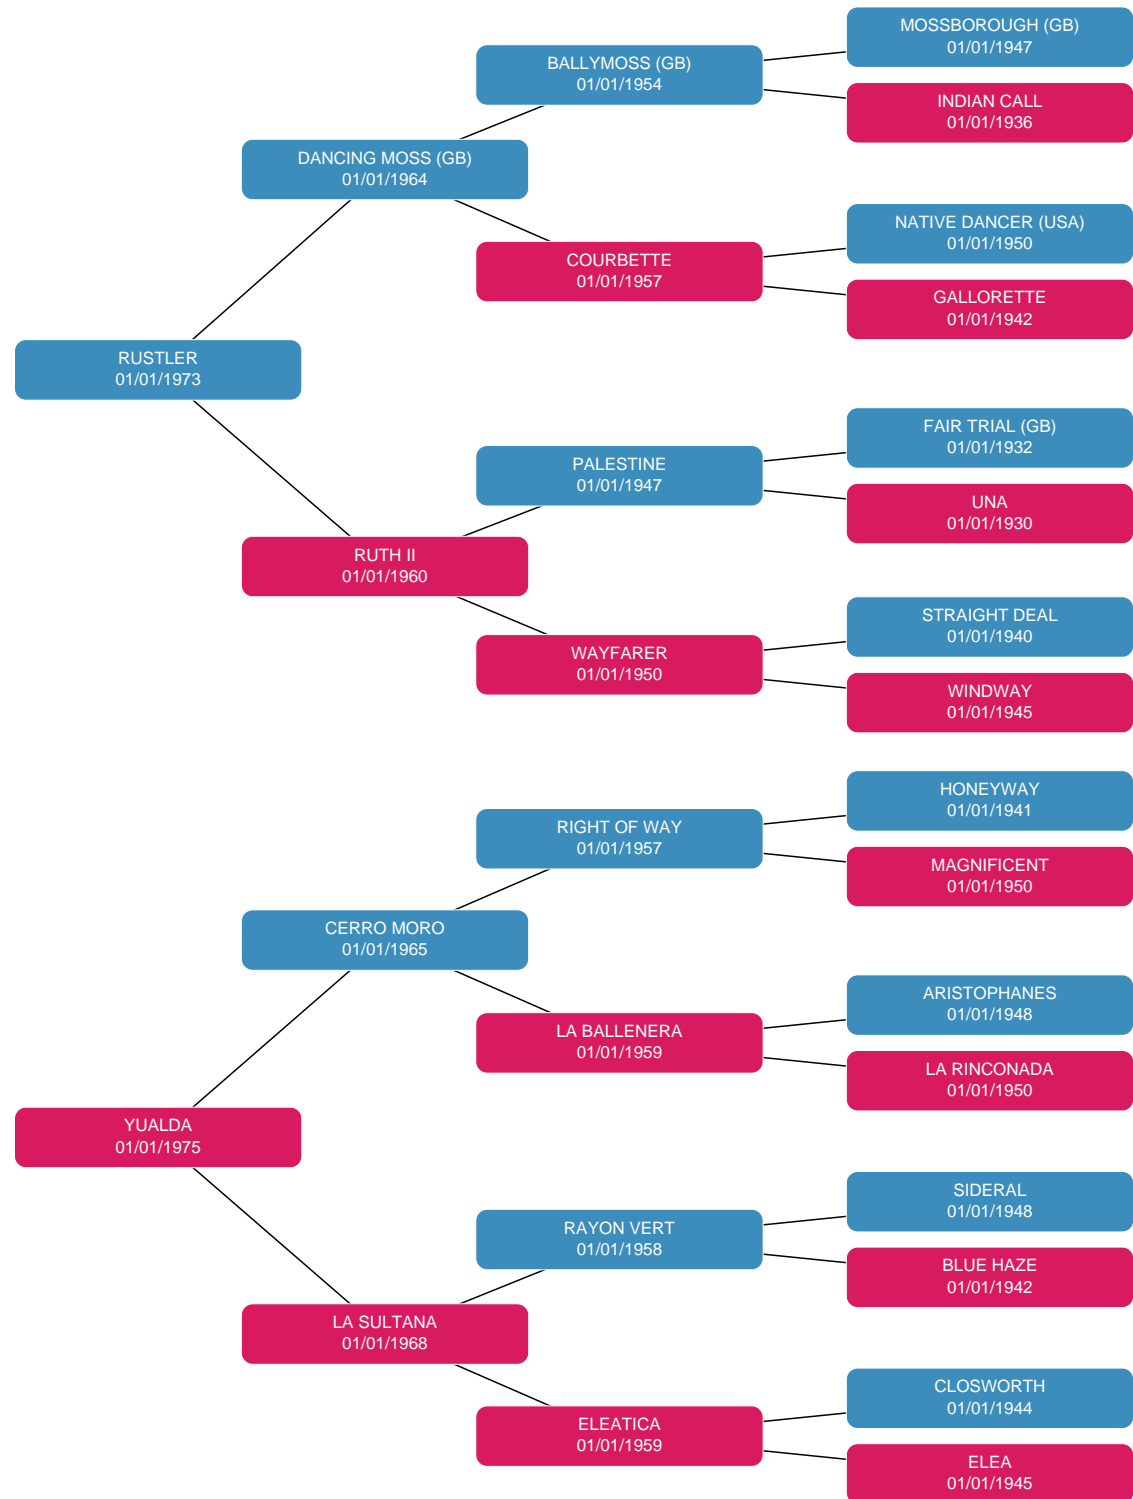 MOSSBOROUGH (GB)
01/01/1947
BALLYMOSS (GB)
01/01/1954
INDIAN CALL
01/01/1936
DANCING MOSS (GB)
01/01/1964
NATIVE DANCER (USA)
01/01/1950
COURBETTE
01/01/1957
GALLORETTE
01/01/1942
RUSTLER
01/01/1973
FAIR TRIAL (GB)
01/01/1932
PALESTINE
01/01/1947
UNA
01/01/1930
RUTH II
01/01/1960
STRAIGHT DEAL
01/01/1940
WAYFARER
01/01/1950
WINDWAY
01/01/1945
HONEYWAY
01/01/1941
RIGHT OF WAY
01/01/1957
MAGNIFICENT
01/01/1950
CERRO MORO
01/01/1965
ARISTOPHANES
01/01/1948
LA BALLENERA
01/01/1959
LA RINCONADA
01/01/1950
YUALDA
01/01/1975
SIDERAL
01/01/1948
RAYON VERT
01/01/1958
BLUE HAZE
01/01/1942
LA SULTANA
01/01/1968
CLOSWORTH
01/01/1944
ELEATICA
01/01/1959
ELEA
01/01/1945